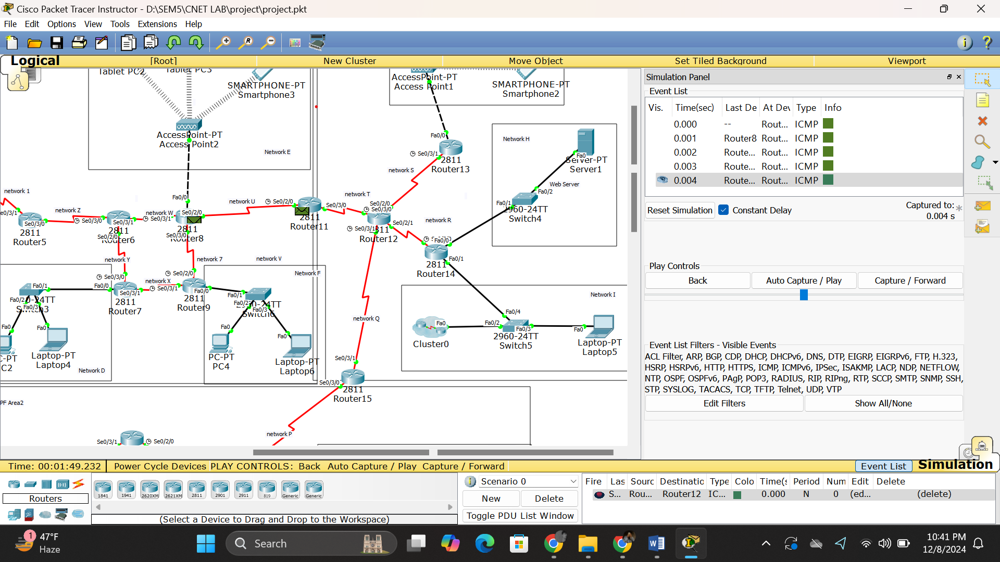 Cisco Packet Tracer Instructor - D:\SEM5\CNET LAB\project\project.pkt
File Edit Options View Tools Extensions Help
Logical [Root] New Cluster Move Object Set Tiled Background Viewport
Tablet PC2 Tablet PC3
SMARTPHONE-PT
Smartphone3
AccessPoint-PT
Access Point2
Network E
AccessPoint-PT
Access Point1
SMARTPHONE-PT
Smartphone2
Fa0/0
Se0/3/1
2811
Router13
network S
Network H
Fa0
Server-PT
Server1
Web Server
Fa0/2
Fa0/1
2960-24TT
Switch4
network 1
Se0/3/0
2811
Router5
network Z
Se0/3/0
Se0/3/1
2811
Se0/2/0
Router6
network W
Se0/3/1
Fa0/0
Se0/2/0
2811
Se0/3/0
Router8
network U
Se0/2/0
Se0/3/0
2811
Router11
network T
Se0/2/0
Se0/3/0
Se0/3/1
Se0/2/1
2811
Router12
network R
Fa0/0
Fa0/1
2811
Router14
network Y
network 7
network V
Se0/3/0
Fa0/0
Se0/3/1
2811
Router7
network X
Se0/2/0
Se0/3/1
Fa0/0
2811
Router9
Network F
Fa0/1
Fa0/2
Fa0/3
Switch6
Fa0/1
Fa0/2
Fa0/3
Switch3
Fa0
Fa0
Laptop-PT
Laptop4
Network D
Fa0
PC-PT
PC4
Fa0
Laptop-PT
Laptop6
network Q
Se0/3/1
Se0/3/0
2811
Router15
Network I
Fa0/4
Fa0
Cluster0
Fa0/2
Fa0/3
2960-24TT
Switch5
Fa0
Laptop-PT
Laptop5
PF Area2
network P
Se0/3/1
Se0/2/0
Simulation Panel
Event List
Vis. Time(sec) Last De At Dev Type Info
0.000 -- Rout... ICMP
0.001 Router8 Rout... ICMP
0.002 Route... Rout... ICMP
0.003 Route... Rout... ICMP
0.004 Route... Rout... ICMP
Reset Simulation Constant Delay Captured to: *
0.004 s
Play Controls
Back Auto Capture / Play Capture / Forward
Event List Filters - Visible Events
ACL Filter, ARP, BGP, CDP, DHCP, DHCPv6, DNS, DTP, EIGRP, EIGRPv6, FTP, H.323,
HSRP, HSRPv6, HTTP, HTTPS, ICMP, ICMPv6, IPSec, ISAKMP, LACP, NDP, NETFLOW,
NTP, OSPF, OSPFv6, PAgP, POP3, RADIUS, RIP, RIPng, RTP, SCCP, SMTP, SNMP, SSH,
STP, SYSLOG, TACACS, TCP, TFTP, Telnet, UDP, VTP
Edit Filters Show All/None
Time: 00:01:49.232 Power Cycle Devices PLAY CONTROLS: Back Auto Capture / Play Capture / Forward Event List Simulation
Routers
1841 1941 2620XM 2621XM 2811 2901 2911 819 Generic Generic
(Select a Device to Drag and Drop to the Workspace)
Scenario 0
New Delete
Toggle PDU List Window
Fire Las Sourc Destinatio Type Colo Time(s Period Num Edit Delete
S... Rou... Router12 IC... 0.000 N 0 (ed... (delete)
1 47°F
Haze
Search
10:41 PM
12/8/2024